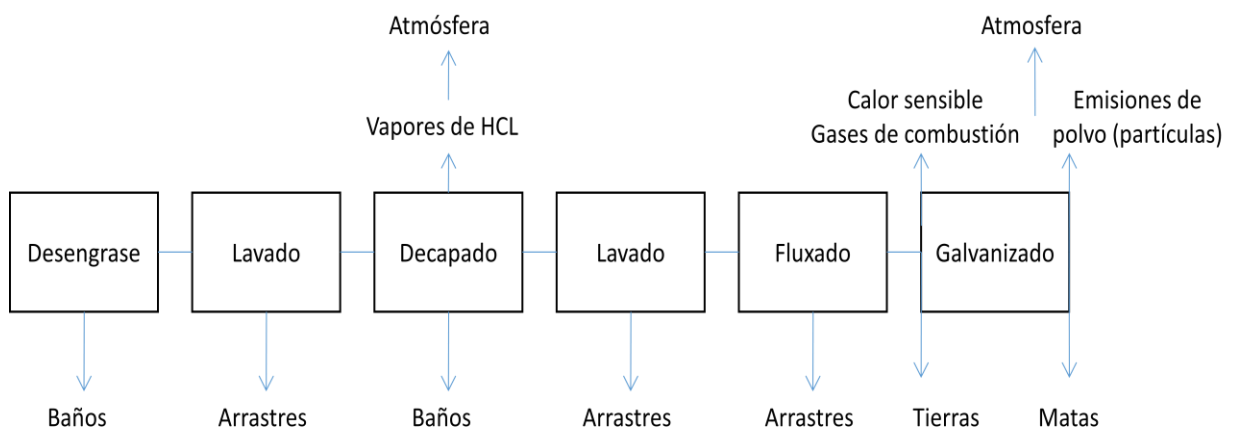 Atmósfera
Atmosfera
Calor sensible
Gases de combustión
Emisiones de
polvo (partículas)
Vapores de HCL
Desengrase
Lavado
Decapado
Lavado
Fluxado
Galvanizado
Baños
Arrastres
Baños
Arrastres
Arrastres
Tierras
Matas